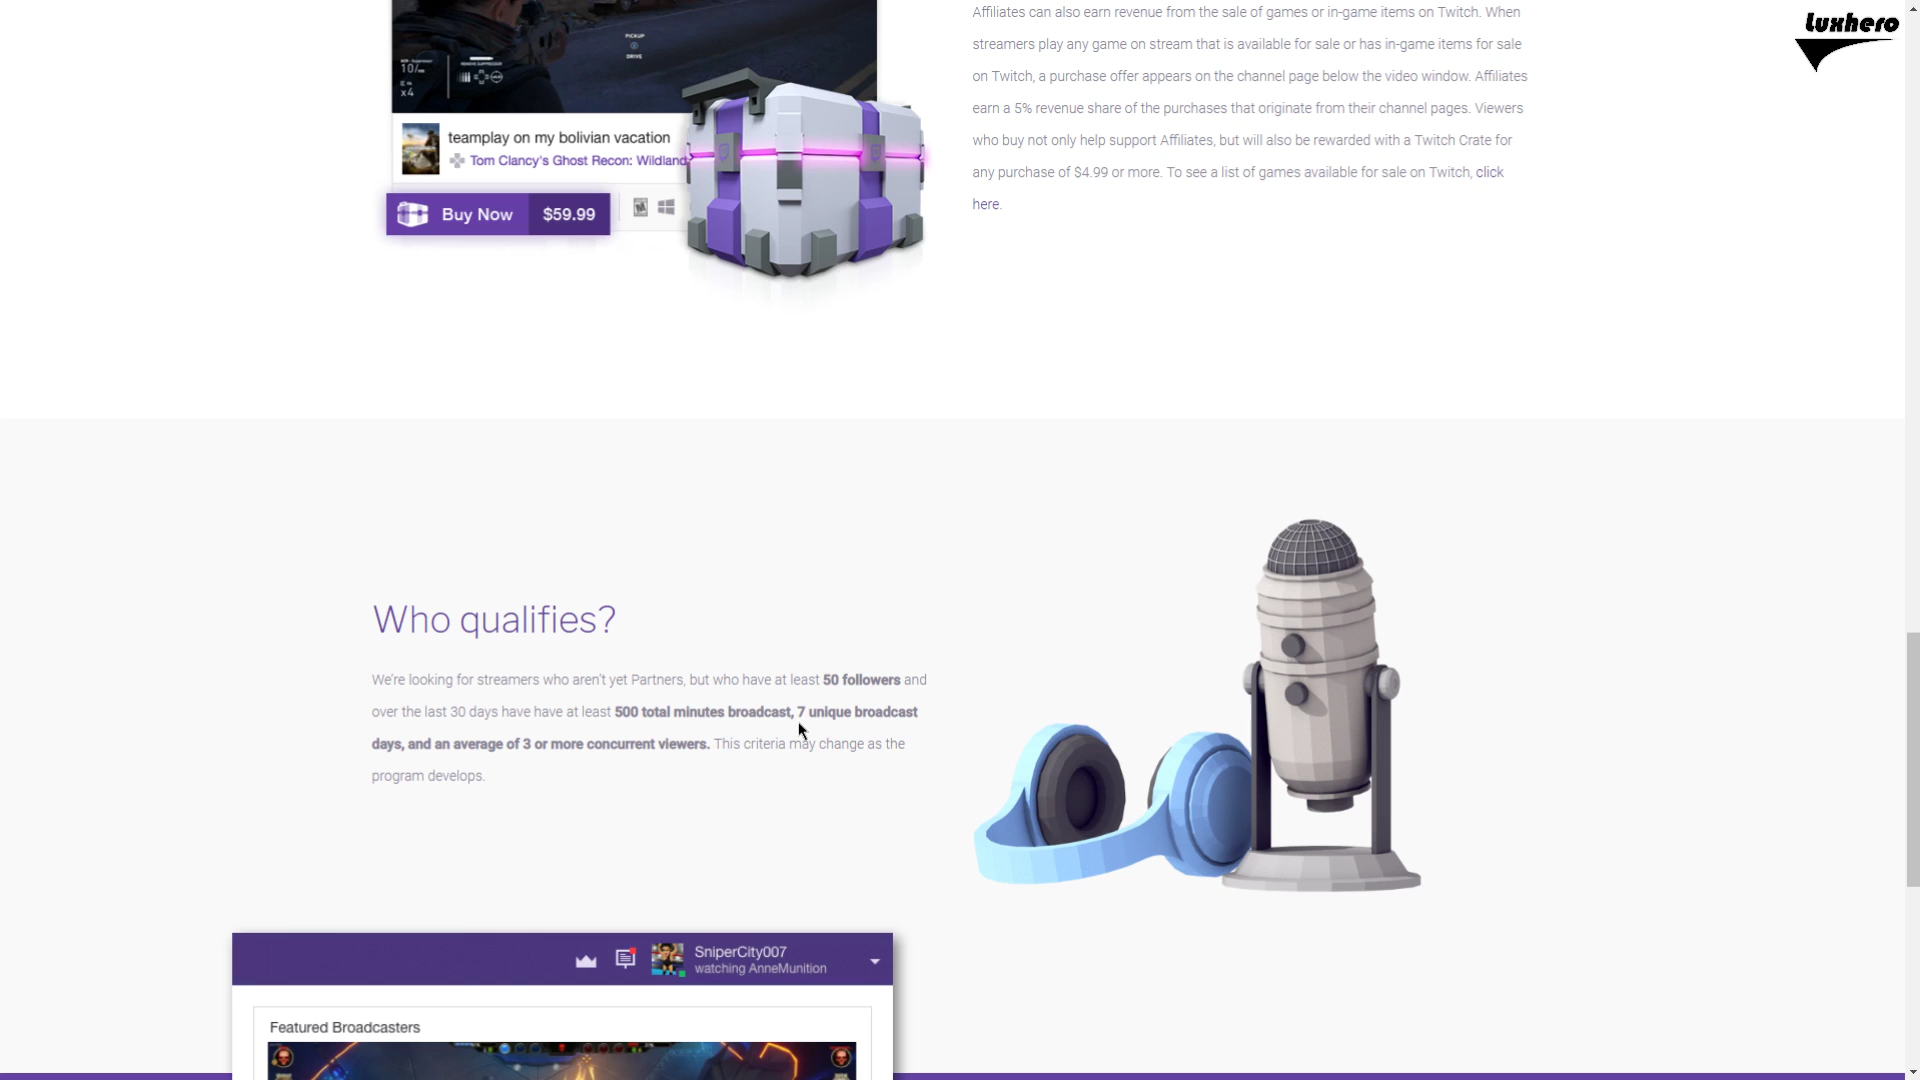 Affiliates can also earn revenue from the sale of games or in-game items on Twitch. When
streamers play any game on stream that is available for sale or has in-game items for sale
on Twitch, a purchase offer appears on the channel page below the video window. Affiliates
earn a 5% revenue share of the purchases that originate from their channel pages. Viewers
who buy not only help support Affiliates, but will also be rewarded with a Twitch Crate for
any purchase of $4.99 or more. To see a list of games available for sale on Twitch, click
here.
luxhero
PICKUP
DRIVE
10/
x4
teamplay on my bolivian vacation
Tom Clancy's Ghost Recon: Wildland
Buy Now $59.99
Who qualifies?
We're looking for streamers who aren't yet Partners, but who have at least 50 followers and
over the last 30 days have have at least 500 total minutes broadcast, 7 unique broadcast
days, and an average of 3 or more concurrent viewers. This criteria may change as the
program develops.
SniperCity007
watching AnneMunition
Featured Broadcasters